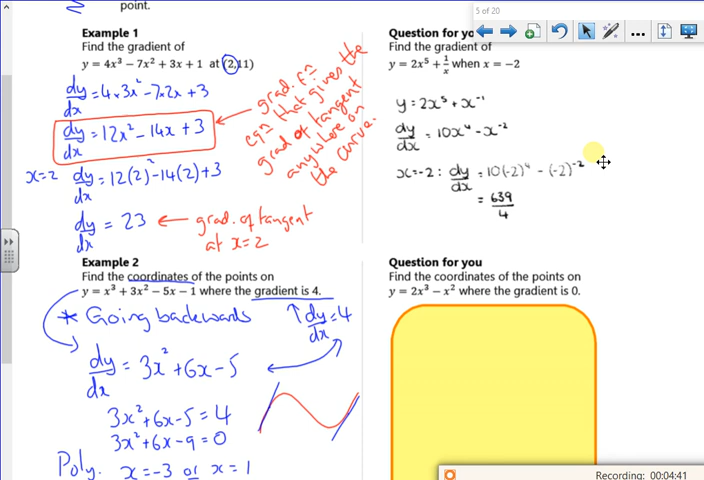 point.
5 of 20
Example 1
Find the gradient of
y = 4x³ − 7x² + 3x + 1 at (2,11)
dy/dx = 4×3x² − 7×2x + 3
dy/dx = 12x² − 14x + 3
x=2 dy/dx = 12(2)² − 14(2) + 3
dy/dx = 23
grad. fⁿ =
eqⁿ that gives the
grad of tangent
anywhere on
the curve.
grad. of tangent
at x=2
Question for you
Find the gradient of
y = 2x⁵ + 1/x when x = −2
y = 2x⁵ + x⁻¹
dy/dx = 10x⁴ − x⁻²
x=-2: dy/dx = 10(-2)⁴ − (-2)⁻²
= 639/4
Example 2
Find the coordinates of the points on
y = x³ + 3x² − 5x − 1 where the gradient is 4.
* Going backwards
↑ dy/dx = 4
dy/dx = 3x² + 6x − 5
3x² + 6x − 5 = 4
3x² + 6x − 9 = 0
Poly. x = −3 or x = 1
Question for you
Find the coordinates of the points on
y = 2x³ − x² where the gradient is 0.
Recording: 00:04:41